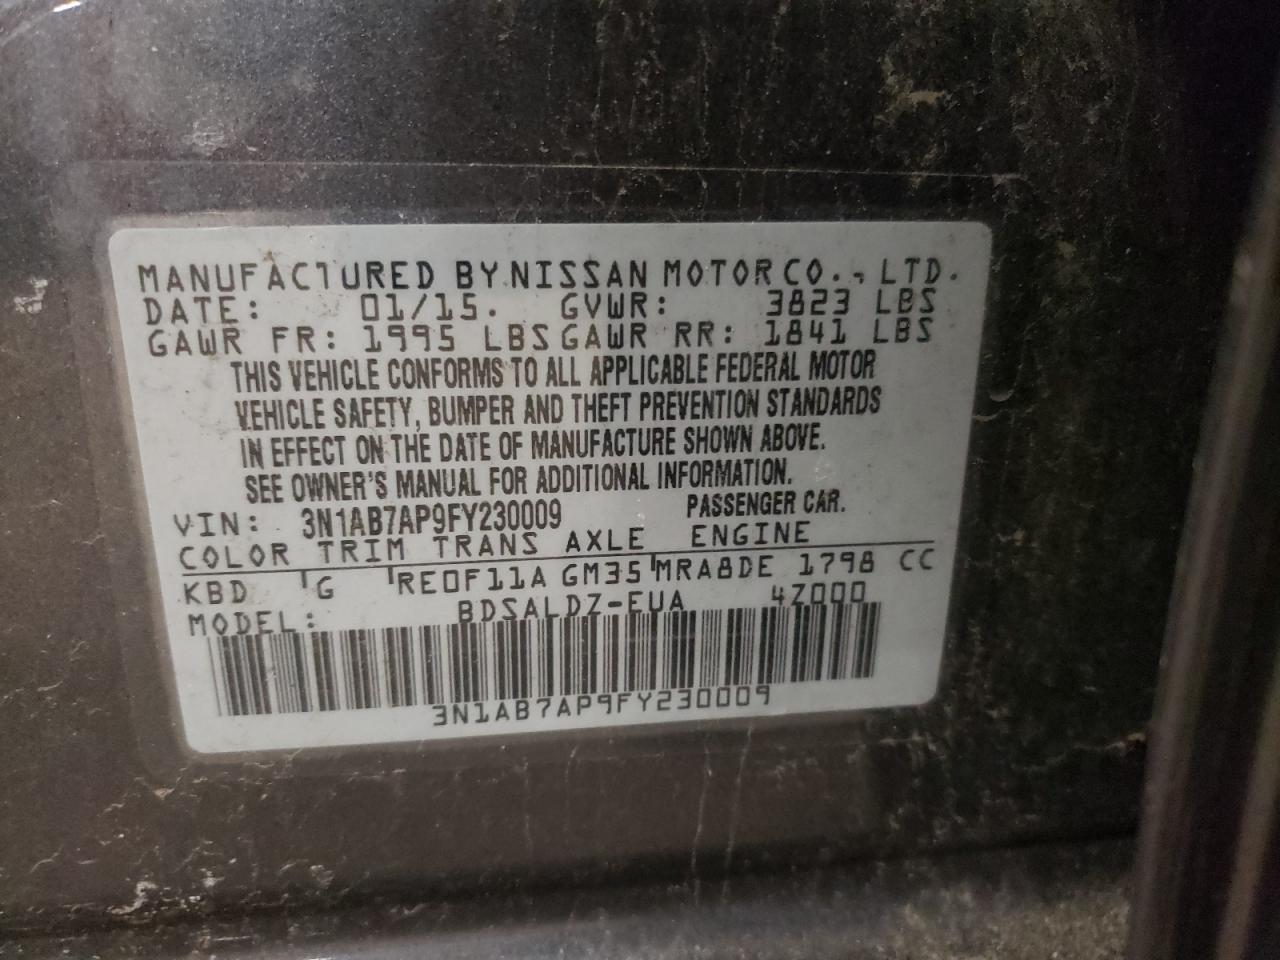 MANUFACTURED BY NISSAN MOTOR CO., LTD.
DATE: 01/15. GVWR: 3823 LBS
GAWR FR: 1995 LBS GAWR RR: 1841 LBS
THIS VEHICLE CONFORMS TO ALL APPLICABLE FEDERAL MOTOR
VEHICLE SAFETY, BUMPER AND THEFT PREVENTION STANDARDS
IN EFFECT ON THE DATE OF MANUFACTURE SHOWN ABOVE.
SEE OWNER'S MANUAL FOR ADDITIONAL INFORMATION.
VIN: 3N1AB7AP9FY230009 PASSENGER CAR.
COLOR TRIM TRANS AXLE ENGINE
KBD G RE0F11A GM35 MRA8DE 1798 CC
MODEL: BDSALDZ-EUA 4Z000
3N1AB7AP9FY230009